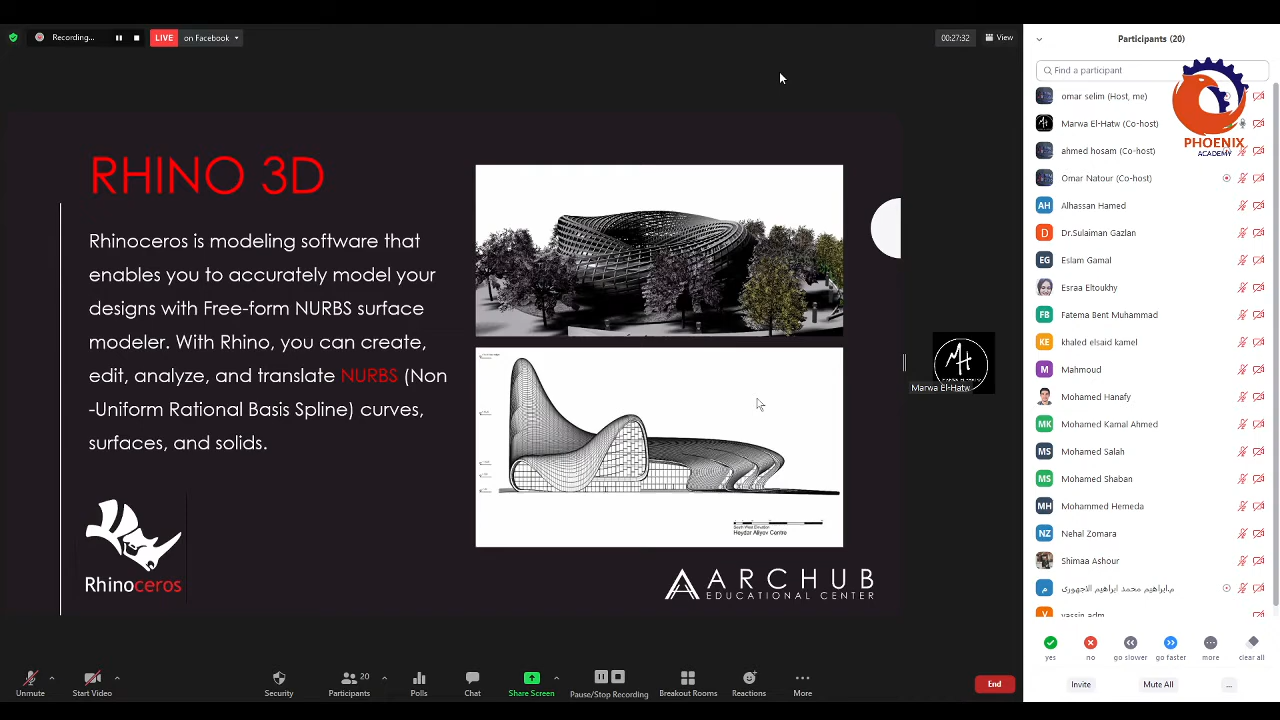 Recording...
LIVE
on Facebook
00:27:32
View
Participants (20)
Find a participant
omar selim (Host, me)
Marwa El-Hatw (Co-host)
ahmed hosam (Co-host)
Omar Natour (Co-host)
AH Alhassan Hamed
D Dr.Sulaiman Gazlan
EG Eslam Gamal
Esraa Eltoukhy
FB Fatema Bent Muhammad
KE khaled elsaid kamel
M Mahmoud
Mohamed Hanafy
MK Mohamed Kamal Ahmed
MS Mohamed Salah
MS Mohamed Shaban
MH Mohammed Hemeda
NZ Nehal Zomara
Shimaa Ashour
م م.ابراهيم محمد ابراهيم الاجهورى
Y yassin adm
PHOENIX
ACADEMY
RHINO 3D
Rhinoceros is modeling software that
enables you to accurately model your
designs with Free-form NURBS surface
modeler. With Rhino, you can create,
edit, analyze, and translate NURBS (Non
-Uniform Rational Basis Spline) curves,
surfaces, and solids.
Rhinoceros
South West Elevation
Heydar Aliyev Centre
ARCHUB
EDUCATIONAL CENTER
MH
Marwa El-Hatw
yes
no
go slower
go faster
more
clear all
Invite
Mute All
...
Unmute
Start Video
Security
Participants
20
Polls
Chat
Share Screen
Pause/Stop Recording
Breakout Rooms
Reactions
More
End